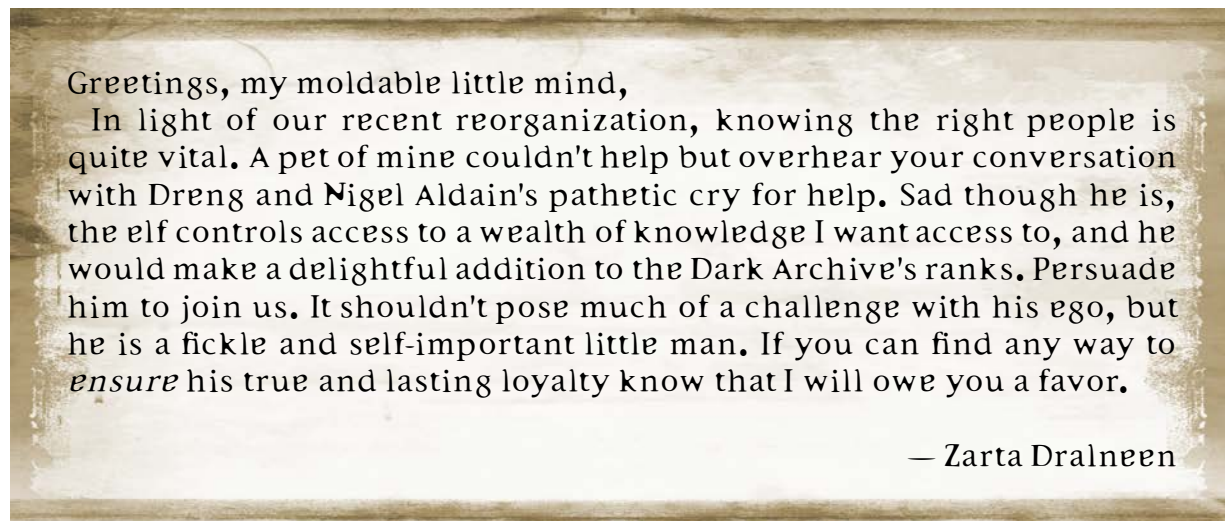 Greetings, my moldable little mind,
In light of our recent reorganization, knowing the right people is
quite vital. A pet of mine couldn't help but overhear your conversation
with Dreng and Nigel Aldain's pathetic cry for help. Sad though he is,
the elf controls access to a wealth of knowledge I want access to, and he
would make a delightful addition to the Dark Archive's ranks. Persuade
him to join us. It shouldn't pose much of a challenge with his ego, but
he is a fickle and self-important little man. If you can find any way to
ensure his true and lasting loyalty know that I will owe you a favor.
— Zarta Dralneen